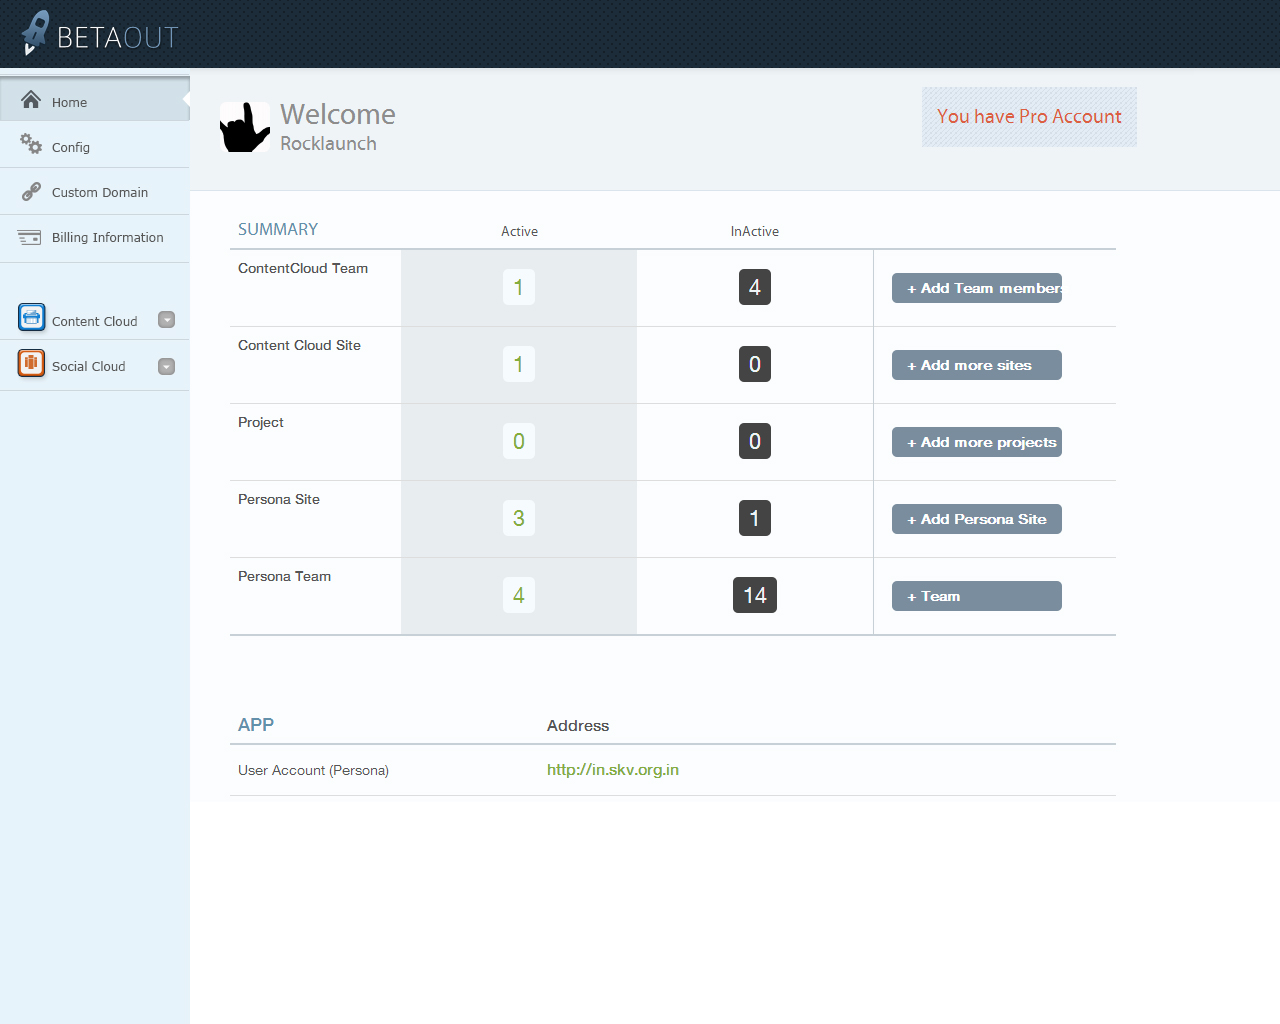 BETAOUT
Home
Config
Custom Domain
Billing Information
Content Cloud
Social Cloud
Welcome
Rocklaunch
You have Pro Account
SUMMARY Active InActive
ContentCloud Team 1 4 + Add Team members
Content Cloud Site 1 0 + Add more sites
Project 0 0 + Add more projects
Persona Site 3 1 + Add Persona Site
Persona Team 4 14 + Team
APP Address
User Account (Persona) http://in.skv.org.in